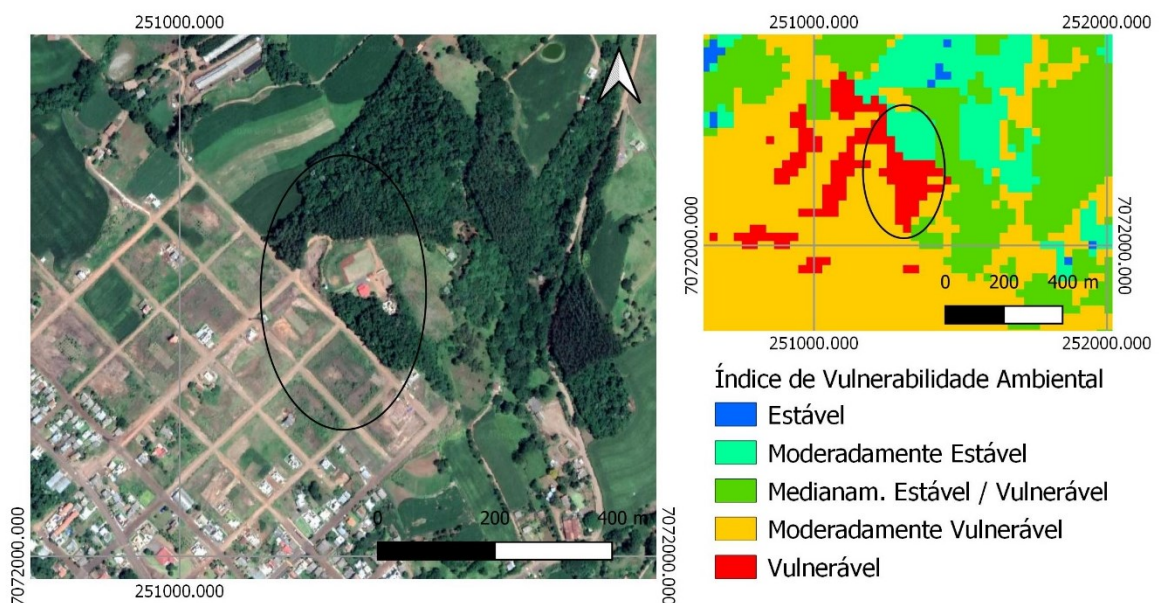 251000.000
7072000.000
0 200 400 m
7072000.000
251000.000
251000.000 252000.000
7072000.000
7072000.000
0 200 400 m
251000.000 252000.000
Índice de Vulnerabilidade Ambiental
Estável
Moderadamente Estável
Medianam. Estável / Vulnerável
Moderadamente Vulnerável
Vulnerável